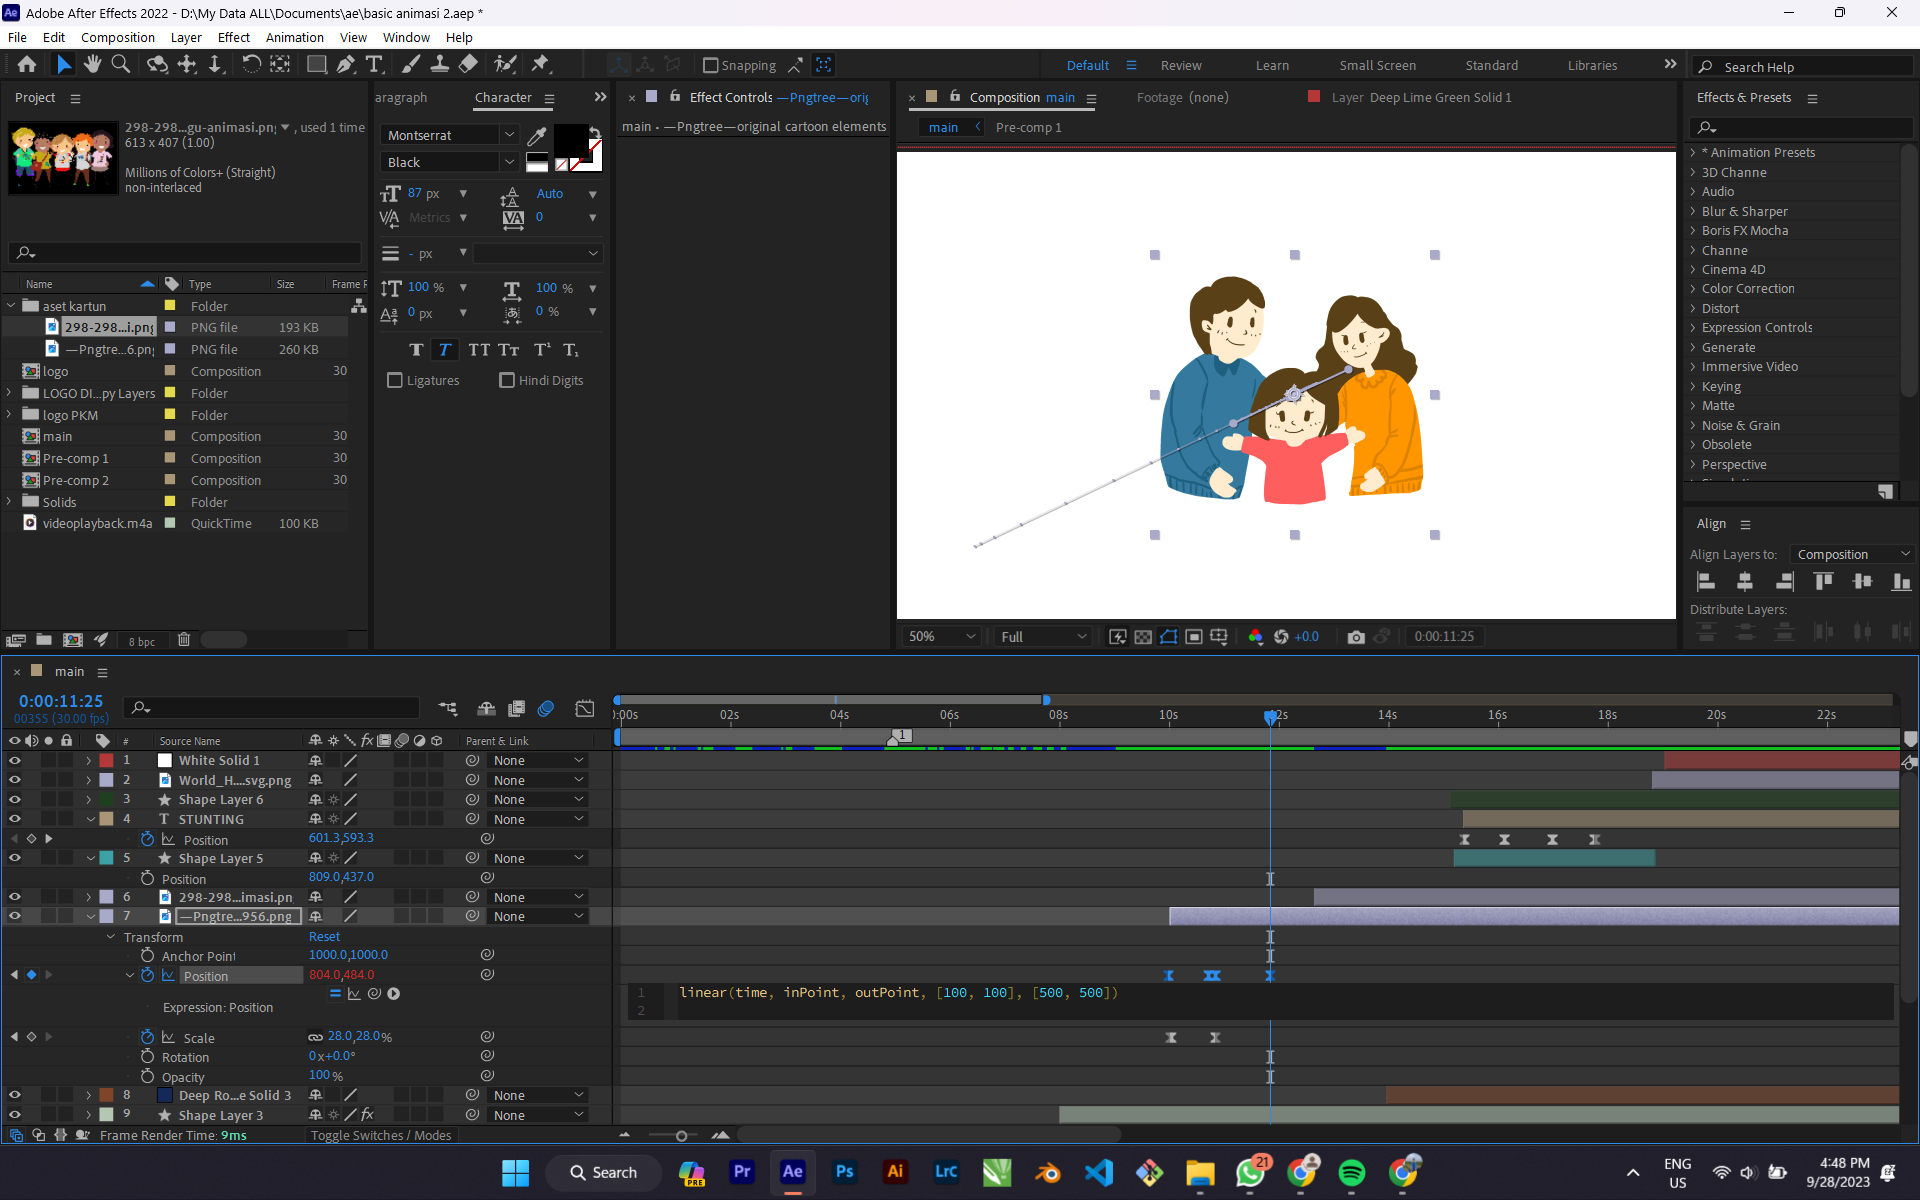 Adobe After Effects 2022 - D:\My Data ALL\Documents\ae\basic animasi 2.aep *
File Edit Composition Layer Effect Animation View Window Help
Snapping
Default Review Learn Small Screen Standard Libraries
Search Help
Project
298-298...gu-animasi.pn , used 1 time
613 x 407 (1.00)
Millions of Colors+ (Straight)
non-interlaced
Name Type Size Frame R
aset kartun Folder
298-298...i.png PNG file 193 KB
—Pngtre...6.png PNG file 260 KB
logo Composition 30
LOGO DI...py Layers Folder
logo PKM Folder
main Composition 30
Pre-comp 1 Composition 30
Pre-comp 2 Composition 30
Solids Folder
videoplayback.m4a QuickTime 100 KB
8 bpc
aragraph Character
Montserrat
Black
87 px Auto
Metrics 0
- px
100 % 100 %
0 px 0 %
Ligatures Hindi Digits
Effect Controls —Pngtree—orig
main · —Pngtree—original cartoon elements
Composition main Footage (none) Layer Deep Lime Green Solid 1
main Pre-comp 1
50% Full +0.0 0:00:11:25
Effects & Presets
* Animation Presets
3D Channe
Audio
Blur & Sharper
Boris FX Mocha
Channe
Cinema 4D
Color Correction
Distort
Expression Controls
Generate
Immersive Video
Keying
Matte
Noise & Grain
Obsolete
Perspective
Align
Align Layers to: Composition
Distribute Layers:
main
0:00:11:25
00355 (30.00 fps)
):00s 02s 04s 06s 08s 10s 12s 14s 16s 18s 20s 22s
1
# Source Name Parent & Link
1 White Solid 1 None
2 World_H....svg.png None
3 Shape Layer 6 None
4 T STUNTING None
Position 601.3,593.3
5 Shape Layer 5 None
Position 809.0,437.0
6 298-298...imasi.pn None
7 —Pngtre...956.png None
Transform Reset
Anchor Point 1000.0,1000.0
Position 804.0,484.0
Expression: Position
1 linear(time, inPoint, outPoint, [100, 100], [500, 500])
2
Scale 28.0,28.0%
Rotation 0x+0.0°
Opacity 100 %
8 Deep Ro...e Solid 3 None
9 Shape Layer 3 None
Frame Render Time: 9ms Toggle Switches / Modes
Search
PRE Pr Ae Ps Ai Lrc 21
ENG
US
4:48 PM
9/28/2023